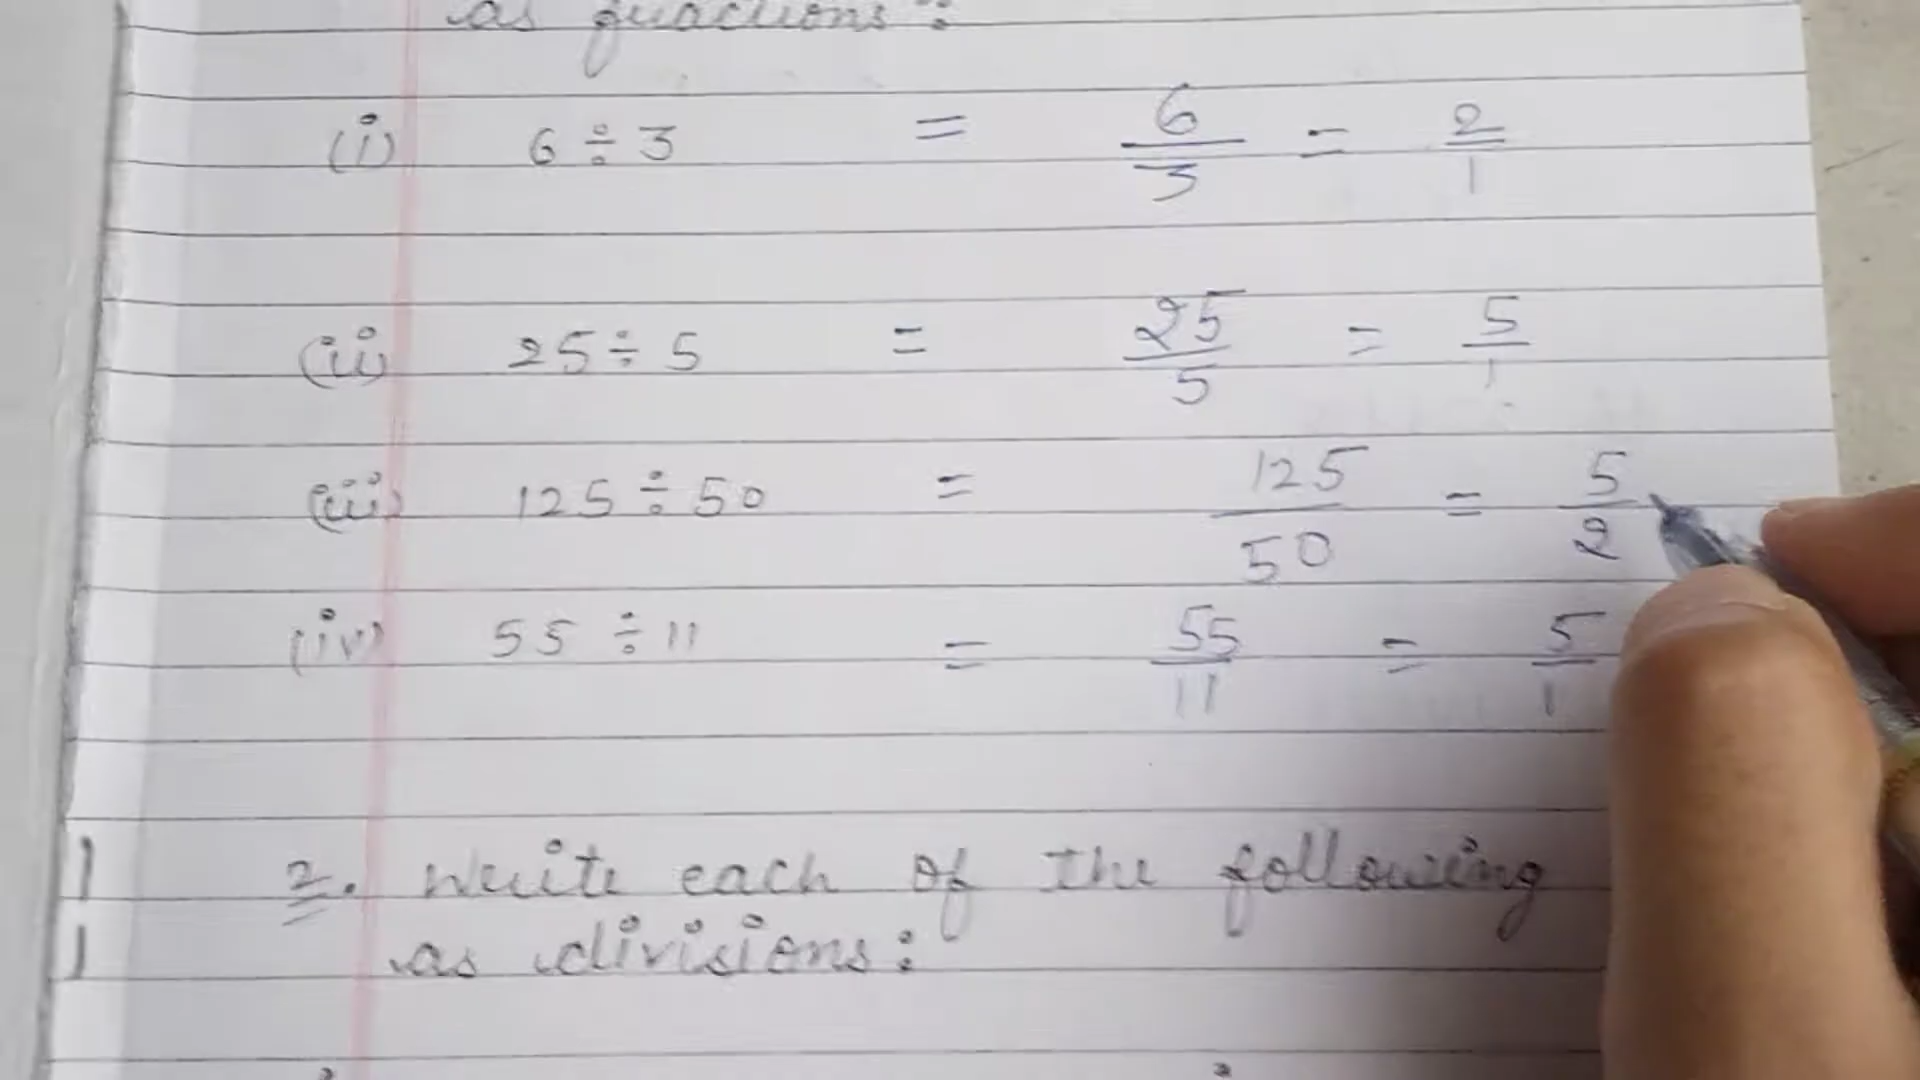 as fractions:
(i) 6 ÷ 3 = 6/3 = 2/1
(ii) 25 ÷ 5 = 25/5 = 5/1
(iii) 125 ÷ 50 = 125/50 = 5/2
(iv) 55 ÷ 11 = 55/11 = 5/1
2. Write each of the following
as divisions: